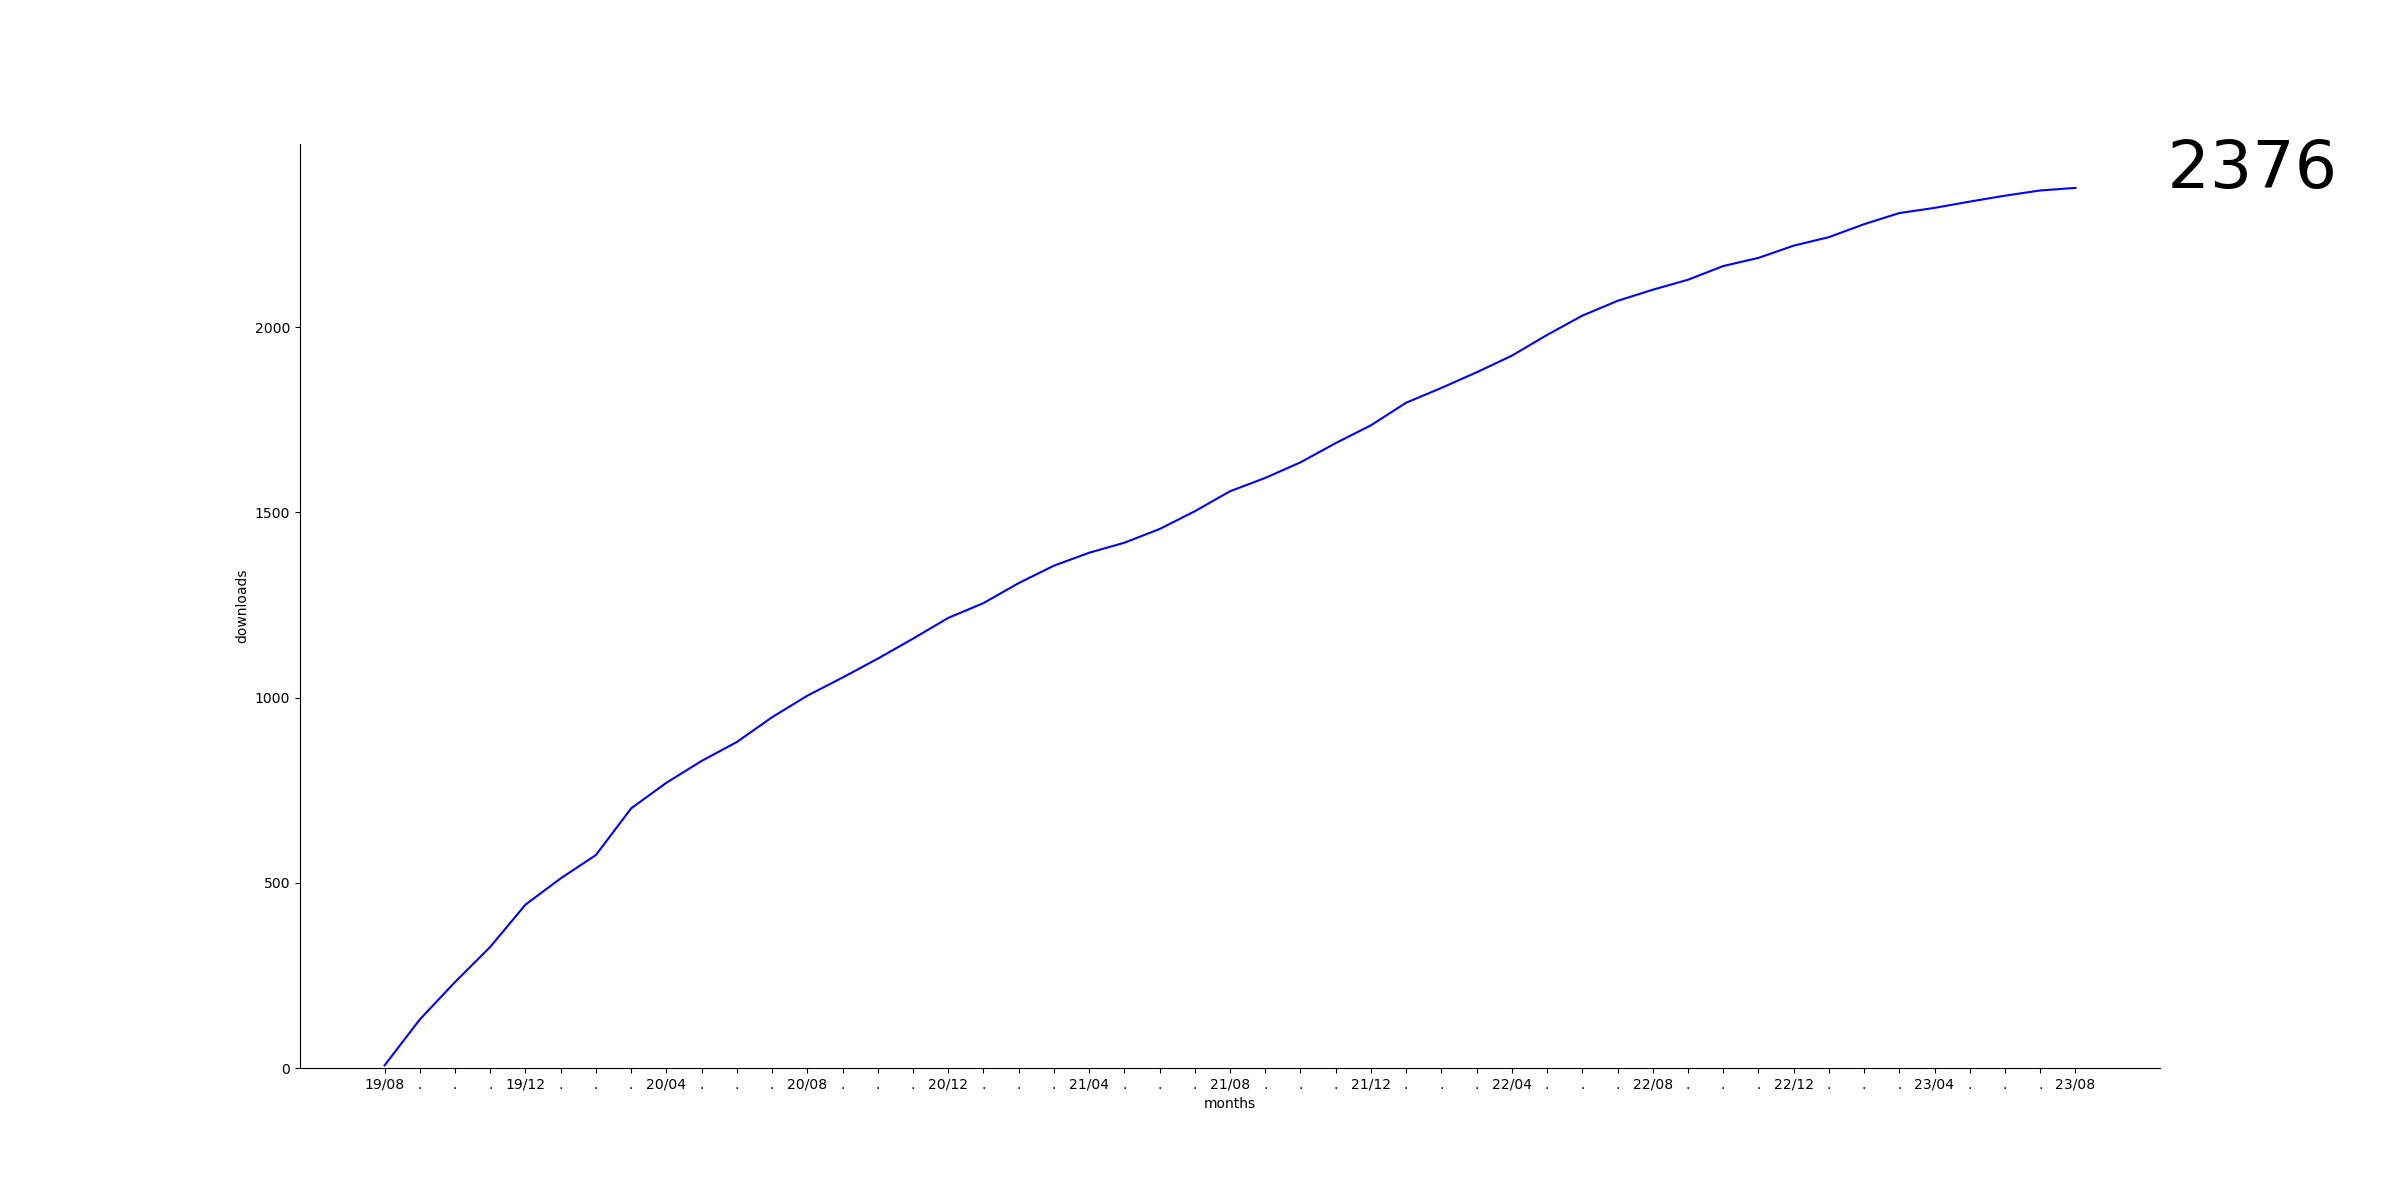 2376
2000
1500
downloads
1000
500
0
19/08 . . . 19/12 . . . 20/04 . . . 20/08 . . . 20/12 . . . 21/04 . . . 21/08 . . . 21/12 . . . 22/04 . . . 22/08 . . . 22/12 . . . 23/04 . . . 23/08
months